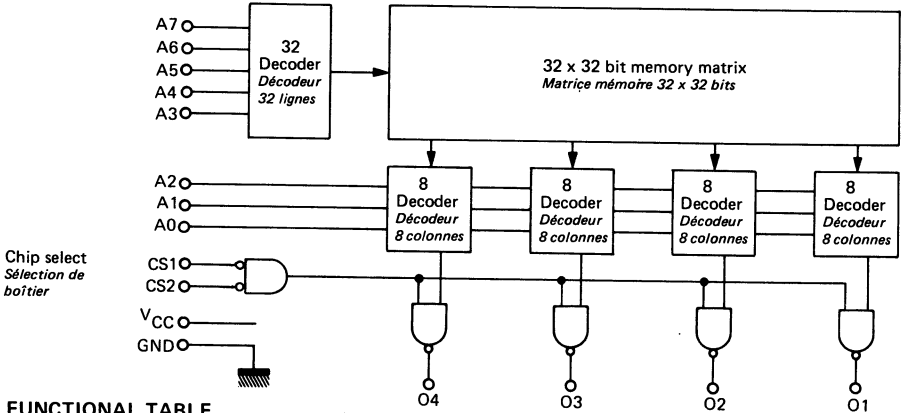 A7
A6
A5
A4
A3
32
Decoder
Décodeur
32 lignes
32 x 32 bit memory matrix
Matrice mémoire 32 x 32 bits
A2
A1
A0
8
Decoder
Décodeur
8 colonnes
8
Decoder
Décodeur
8 colonnes
8
Decoder
Décodeur
8 colonnes
8
Decoder
Décodeur
8 colonnes
Chip select
Sélection de
boîtier
CS1
CS2
VCC
GND
O4
O3
O2
O1
FUNCTIONAL TABLE